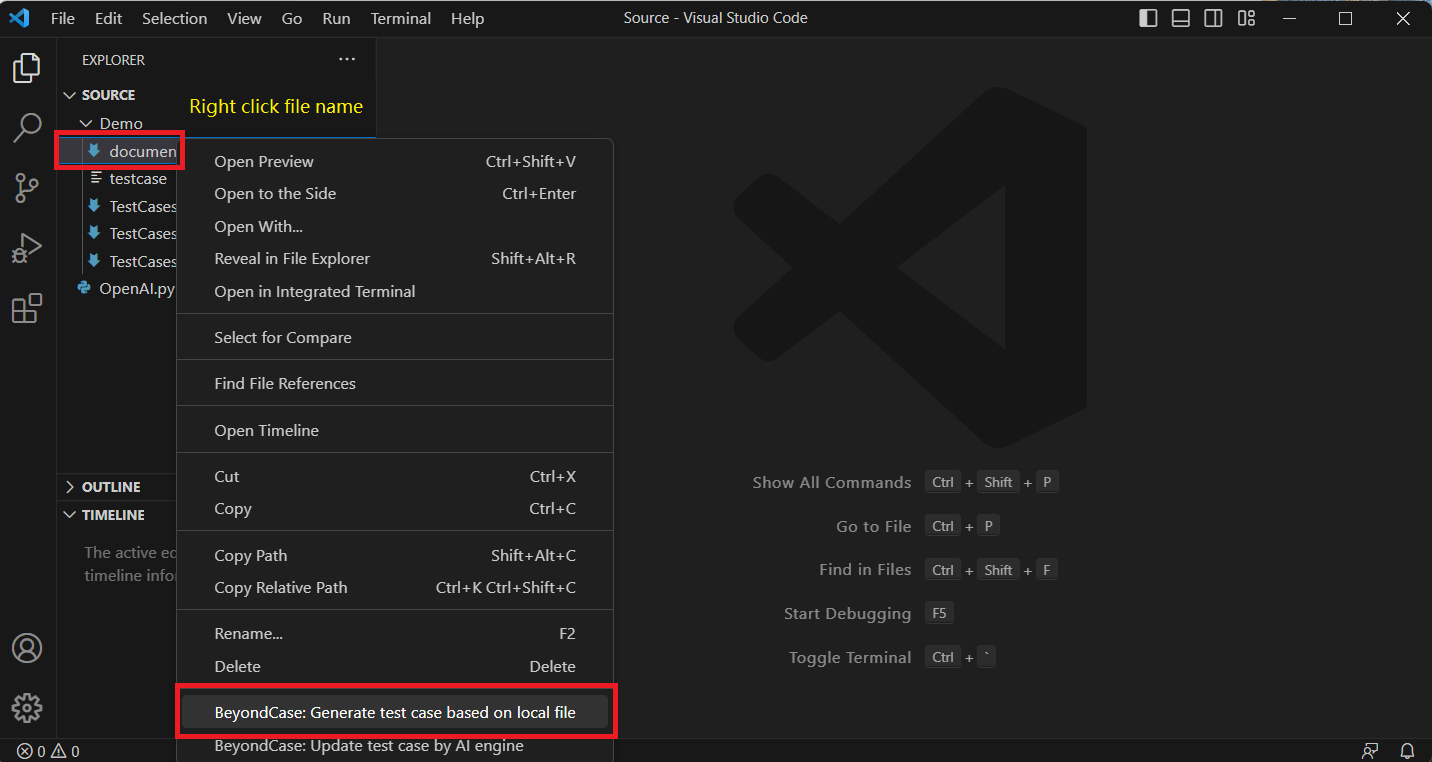 File Edit Selection View Go Run Terminal Help Source - Visual Studio Code
EXPLORER ...
SOURCE
Right click file name
Demo
documen
testcase
TestCases
TestCases
TestCases
OpenAI.py
Open Preview Ctrl+Shift+V
Open to the Side Ctrl+Enter
Open With...
Reveal in File Explorer Shift+Alt+R
Open in Integrated Terminal
Select for Compare
Find File References
Open Timeline
Cut Ctrl+X
Copy Ctrl+C
Copy Path Shift+Alt+C
Copy Relative Path Ctrl+K Ctrl+Shift+C
Rename... F2
Delete Delete
BeyondCase: Generate test case based on local file
BeyondCase: Update test case by AI engine
OUTLINE
TIMELINE
The active ed
timeline infor
Show All Commands Ctrl + Shift + P
Go to File Ctrl + P
Find in Files Ctrl + Shift + F
Start Debugging F5
Toggle Terminal Ctrl + `
0 0